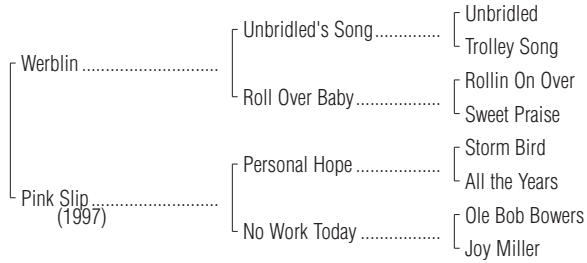 Unbridled
Unbridled's Song..............
Trolley Song
Werblin .............................
Rollin On Over
Roll Over Baby ..................
Sweet Praise
Storm Bird
Personal Hope ..................
All the Years
Pink Slip...........................
(1997)
Ole Bob Bowers
No Work Today .................
Joy Miller